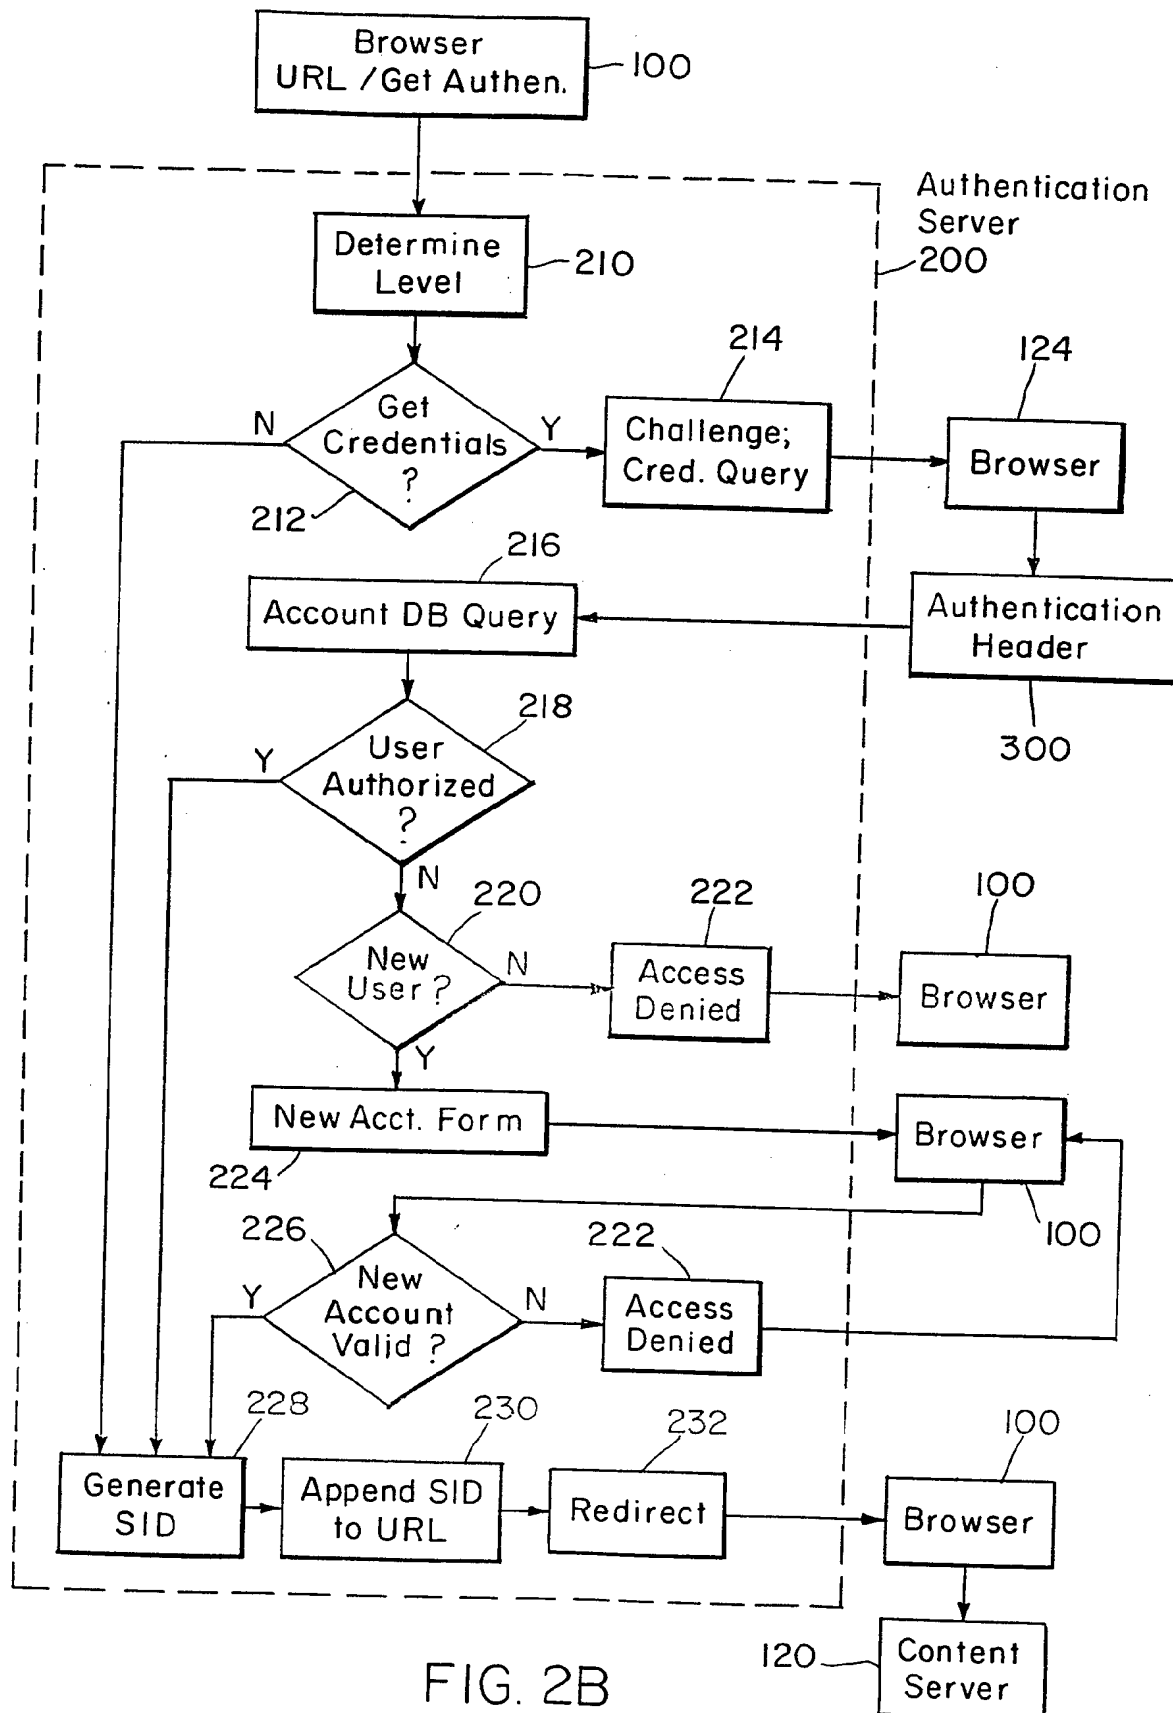 Browser
URL / Get Authen.
100
Authentication
Server
200
Determine
Level
210
214
124
N
Get
Credentials
?
Y
Challenge;
Cred. Query
Browser
212
216
Account DB Query
Authentication
Header
218
300
Y
User
Authorized
?
N
220
222
100
New
User ?
N
Access
Denied
Browser
Y
New Acct. Form
Browser
224
100
226
222
Y
New
Account
Valid ?
N
Access
Denied
228
230
232
100
Generate
SID
Append SID
to URL
Redirect
Browser
120
Content
Server
FIG. 2B